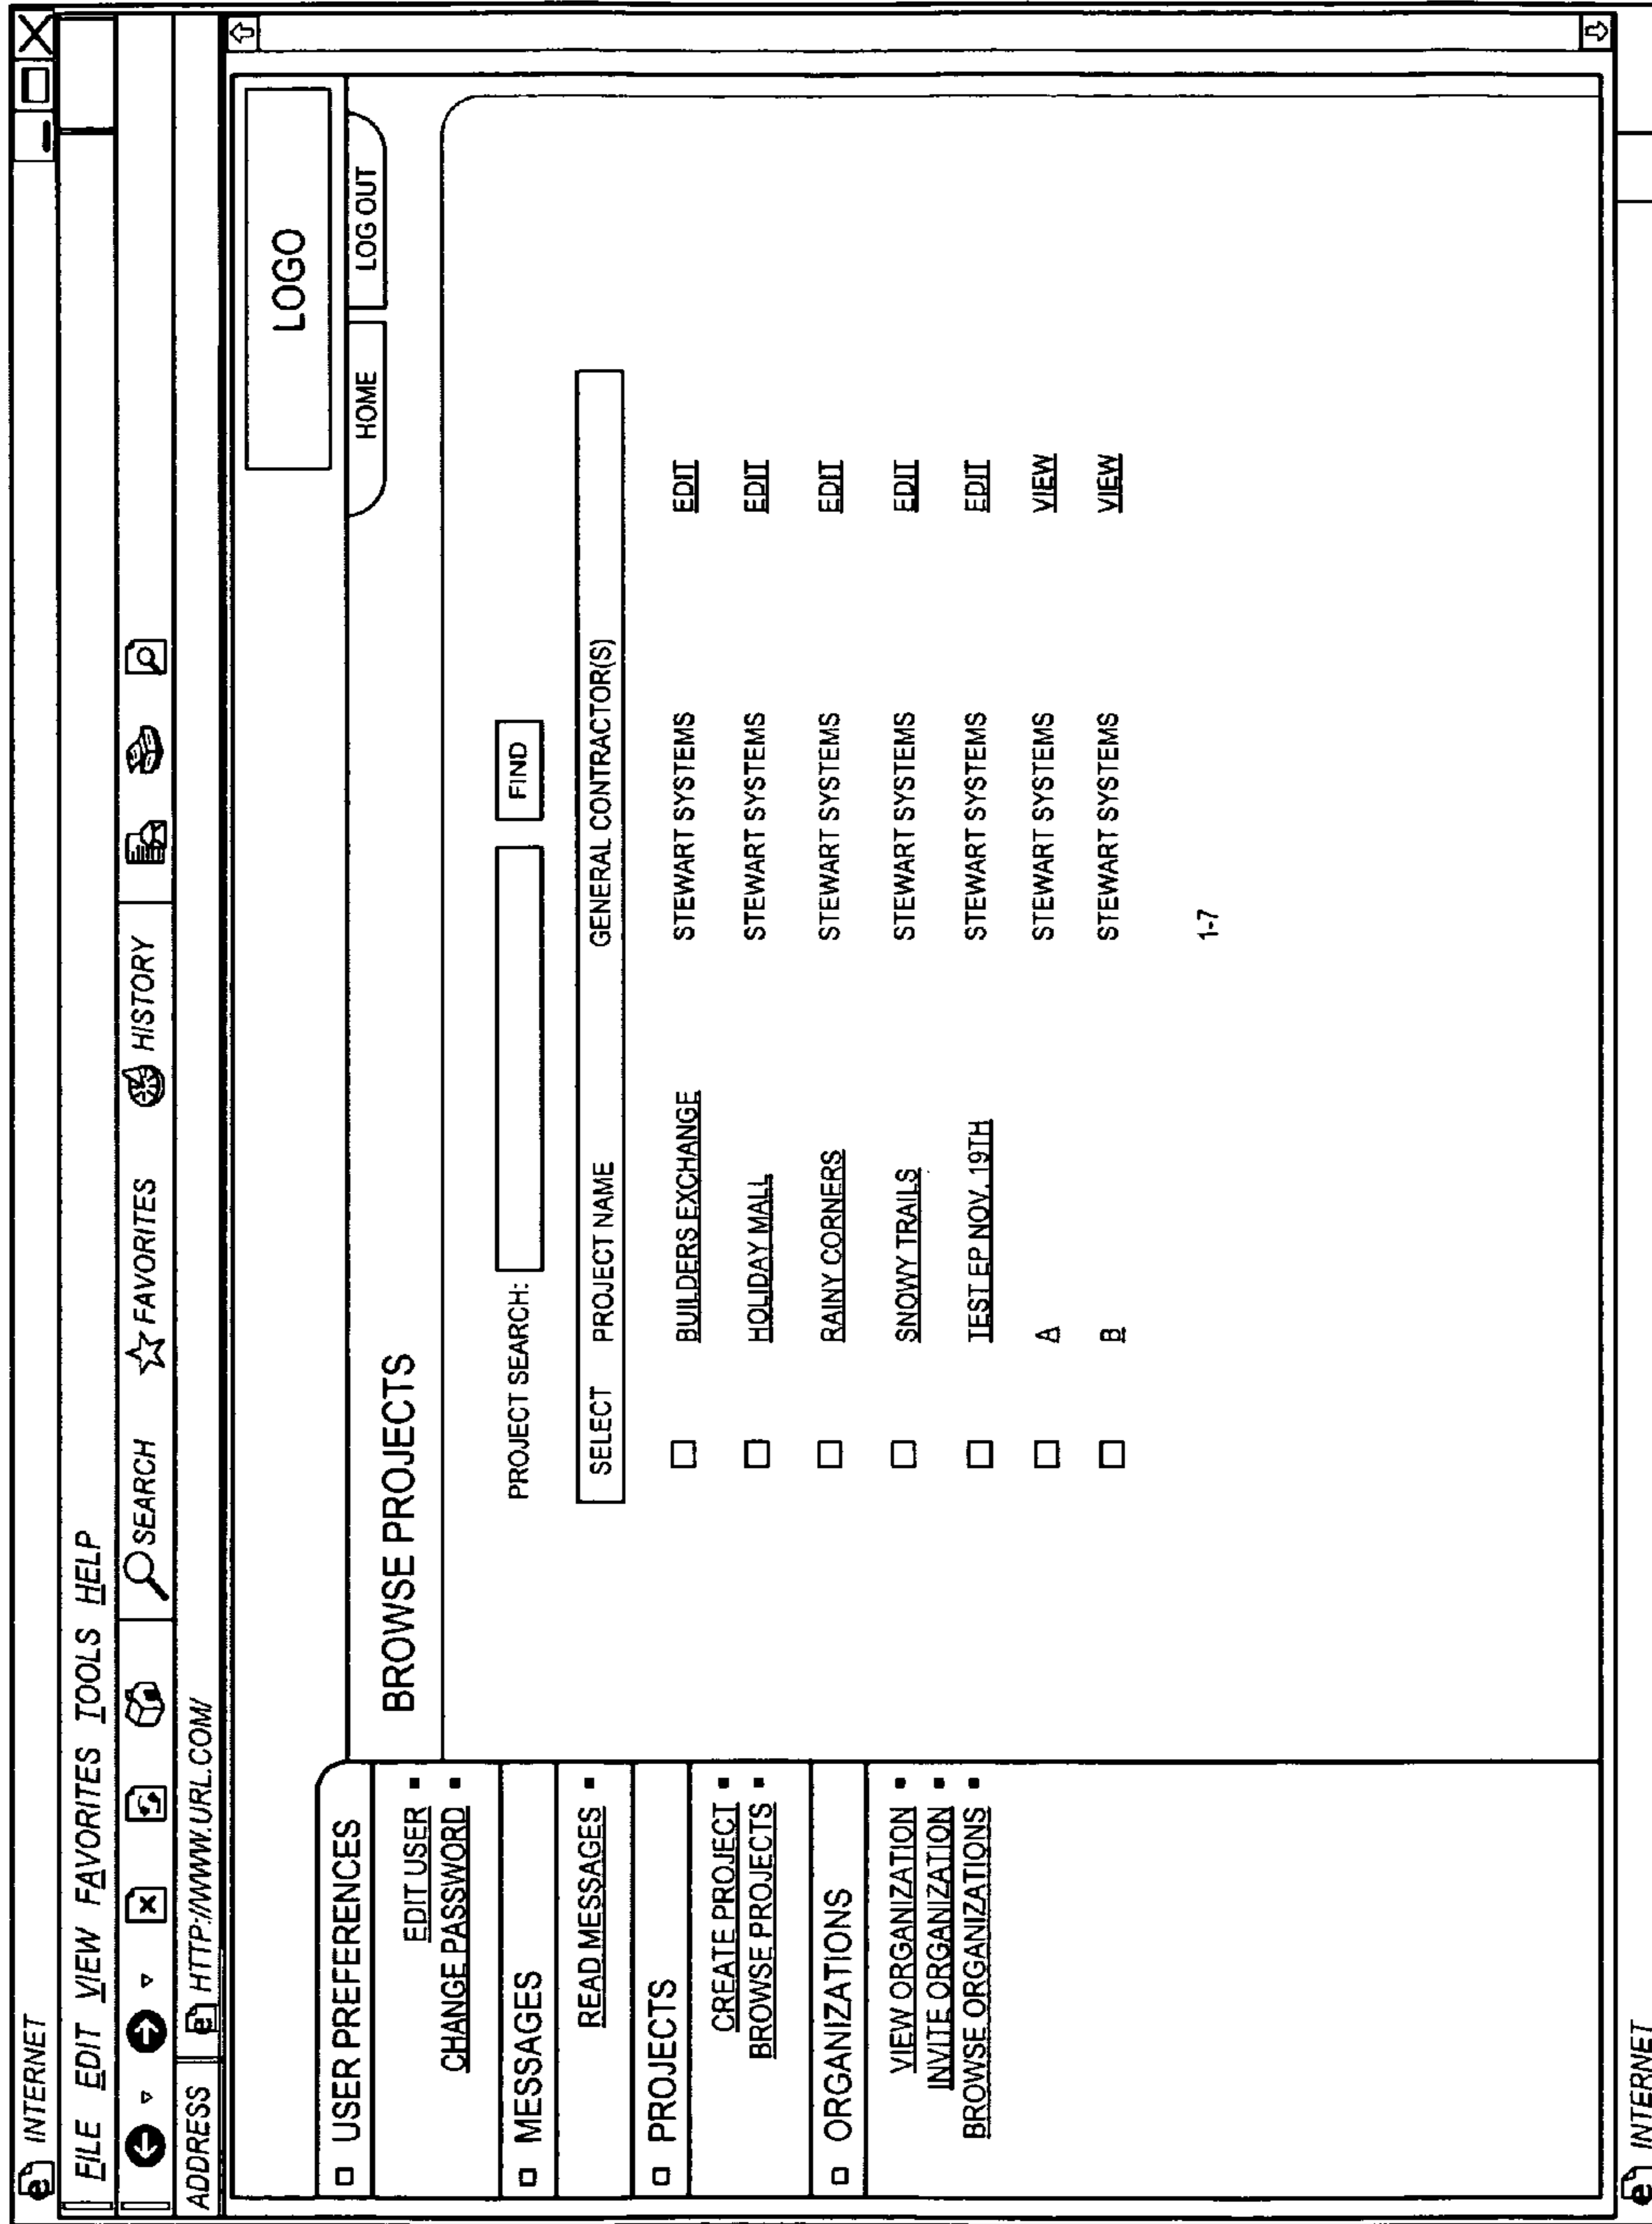 INTERNET
FILE EDIT VIEW FAVORITES TOOLS HELP
SEARCH FAVORITES HISTORY
ADDRESS HTTP://WWW.URL.COM/
LOGO
HOME LOG OUT
USER PREFERENCES
EDIT USER
CHANGE PASSWORD
MESSAGES
READ MESSAGES
PROJECTS
CREATE PROJECT
BROWSE PROJECTS
ORGANIZATIONS
VIEW ORGANIZATION
INVITE ORGANIZATION
BROWSE ORGANIZATIONS
BROWSE PROJECTS
PROJECT SEARCH: FIND
SELECT PROJECT NAME GENERAL CONTRACTOR(S)
BUILDERS EXCHANGE STEWART SYSTEMS EDIT
HOLIDAY MALL STEWART SYSTEMS EDIT
RAINY CORNERS STEWART SYSTEMS EDIT
SNOWY TRAILS STEWART SYSTEMS EDIT
TEST EP NOV. 19TH STEWART SYSTEMS EDIT
A STEWART SYSTEMS VIEW
B STEWART SYSTEMS VIEW
1-7
INTERNET